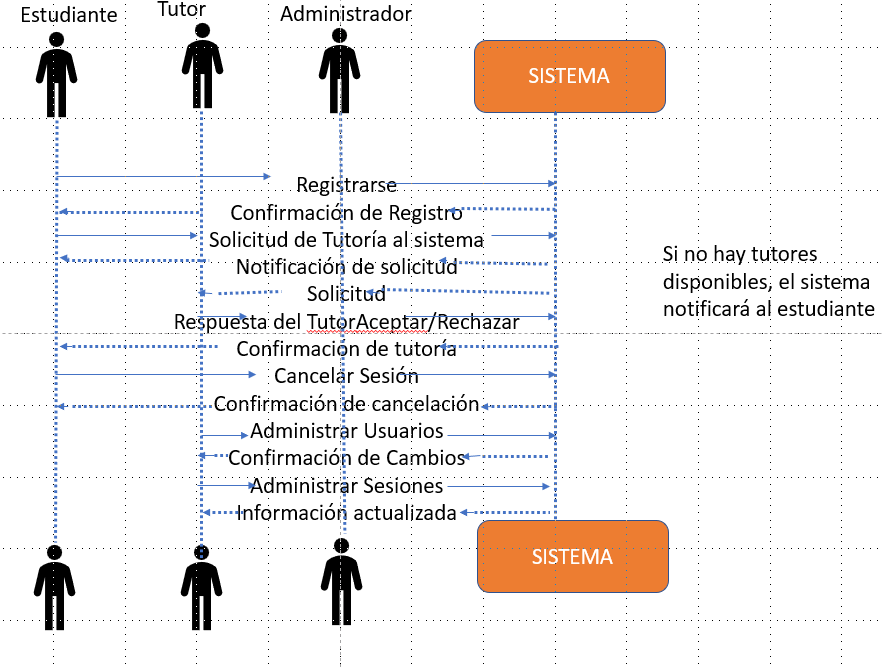 Estudiante
Tutor
Administrador
SISTEMA
Registrarse
Confirmación de Registro
Solicitud de Tutoría al sistema
Notificación de solicitud
Solicitud
Respuesta del TutorAceptar/Rechazar
Confirmación de tutoría
Cancelar Sesión
Confirmación de cancelación
Administrar Usuarios
Confirmación de Cambios
Administrar Sesiones
Información actualizada
Si no hay tutores
disponibles, el sistema
notificará al estudiante
SISTEMA